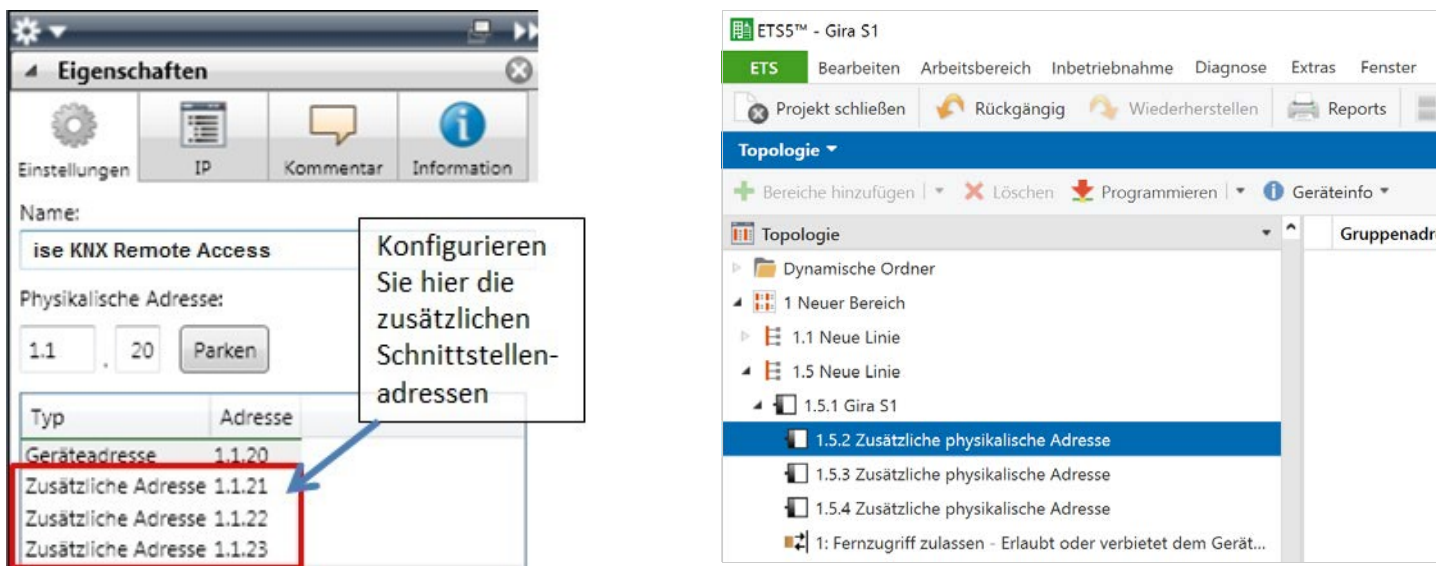 Eigenschaften
Einstellungen
IP
Kommentar
Information
Name:
ise KNX Remote Access
Physikalische Adresse:
1.1 . 20 Parken
Konfigurieren
Sie hier die
zusätzlichen
Schnittstellen-
adressen
Typ Adresse
Geräteadresse 1.1.20
Zusätzliche Adresse 1.1.21
Zusätzliche Adresse 1.1.22
Zusätzliche Adresse 1.1.23
ETS5™ - Gira S1
ETS Bearbeiten Arbeitsbereich Inbetriebnahme Diagnose Extras Fenster
Projekt schließen Rückgängig Wiederherstellen Reports
Topologie
Bereiche hinzufügen Löschen Programmieren Geräteinfo
Topologie Gruppenadr
Dynamische Ordner
1 Neuer Bereich
1.1 Neue Linie
1.5 Neue Linie
1.5.1 Gira S1
1.5.2 Zusätzliche physikalische Adresse
1.5.3 Zusätzliche physikalische Adresse
1.5.4 Zusätzliche physikalische Adresse
1: Fernzugriff zulassen - Erlaubt oder verbietet dem Gerät...